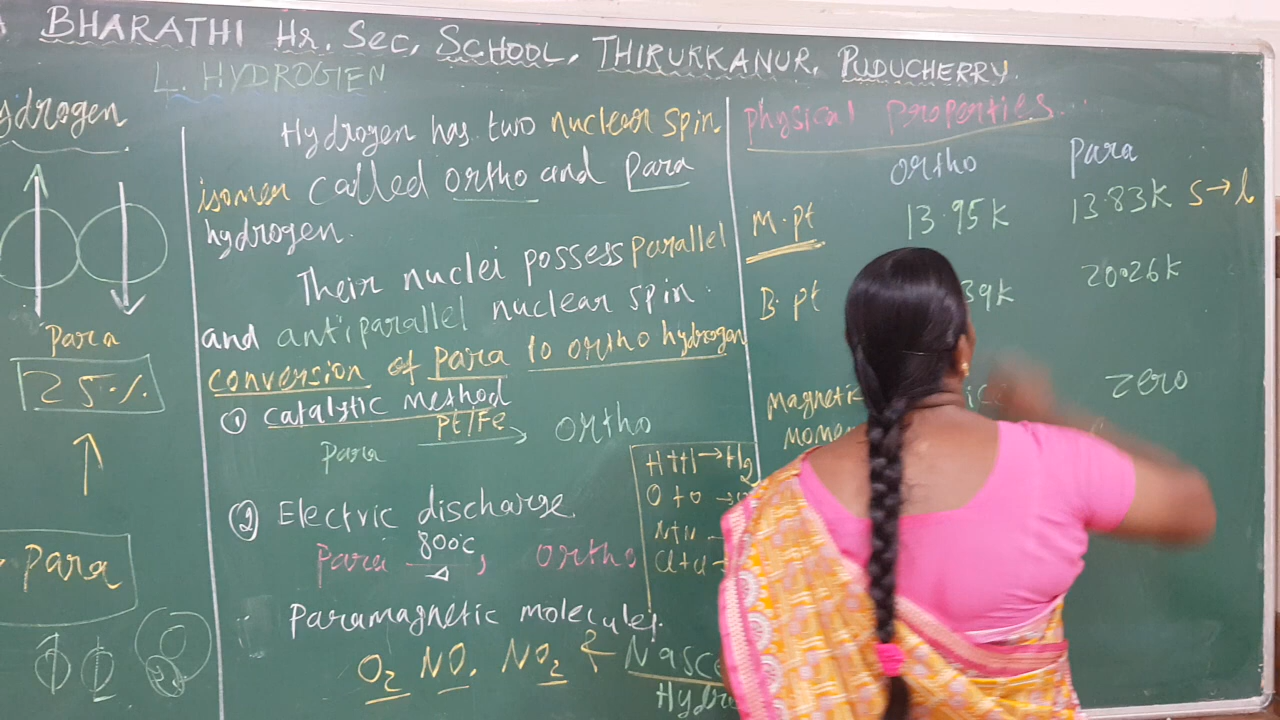 BHARATHI Hr. Sec, SCHOOL, THIRUKKANUR, PUDUCHERRY.
4. HYDROGEN
ydrogen
Para
25%
Para
Hydrogen has two nuclear spin
isomer called ortho and Para
hydrogen.
Their nuclei possess parallel
and antiparallel nuclear spin.
conversion of para to ortho hydrogen
① catalytic method
Pt/Fe
Para → ortho
② Electric discharge
800°C
Para ortho
Paramagnetic molecules.
O₂ NO, NO₂ ← Nasce
Hydr
H+H→H₂
O+O→
N+N
Cl+Cl→
Physical Properties...
ortho Para
M.pt 13.95K 13.83K S→l
B.pt 39K 20.26K
magnetic zero
mome